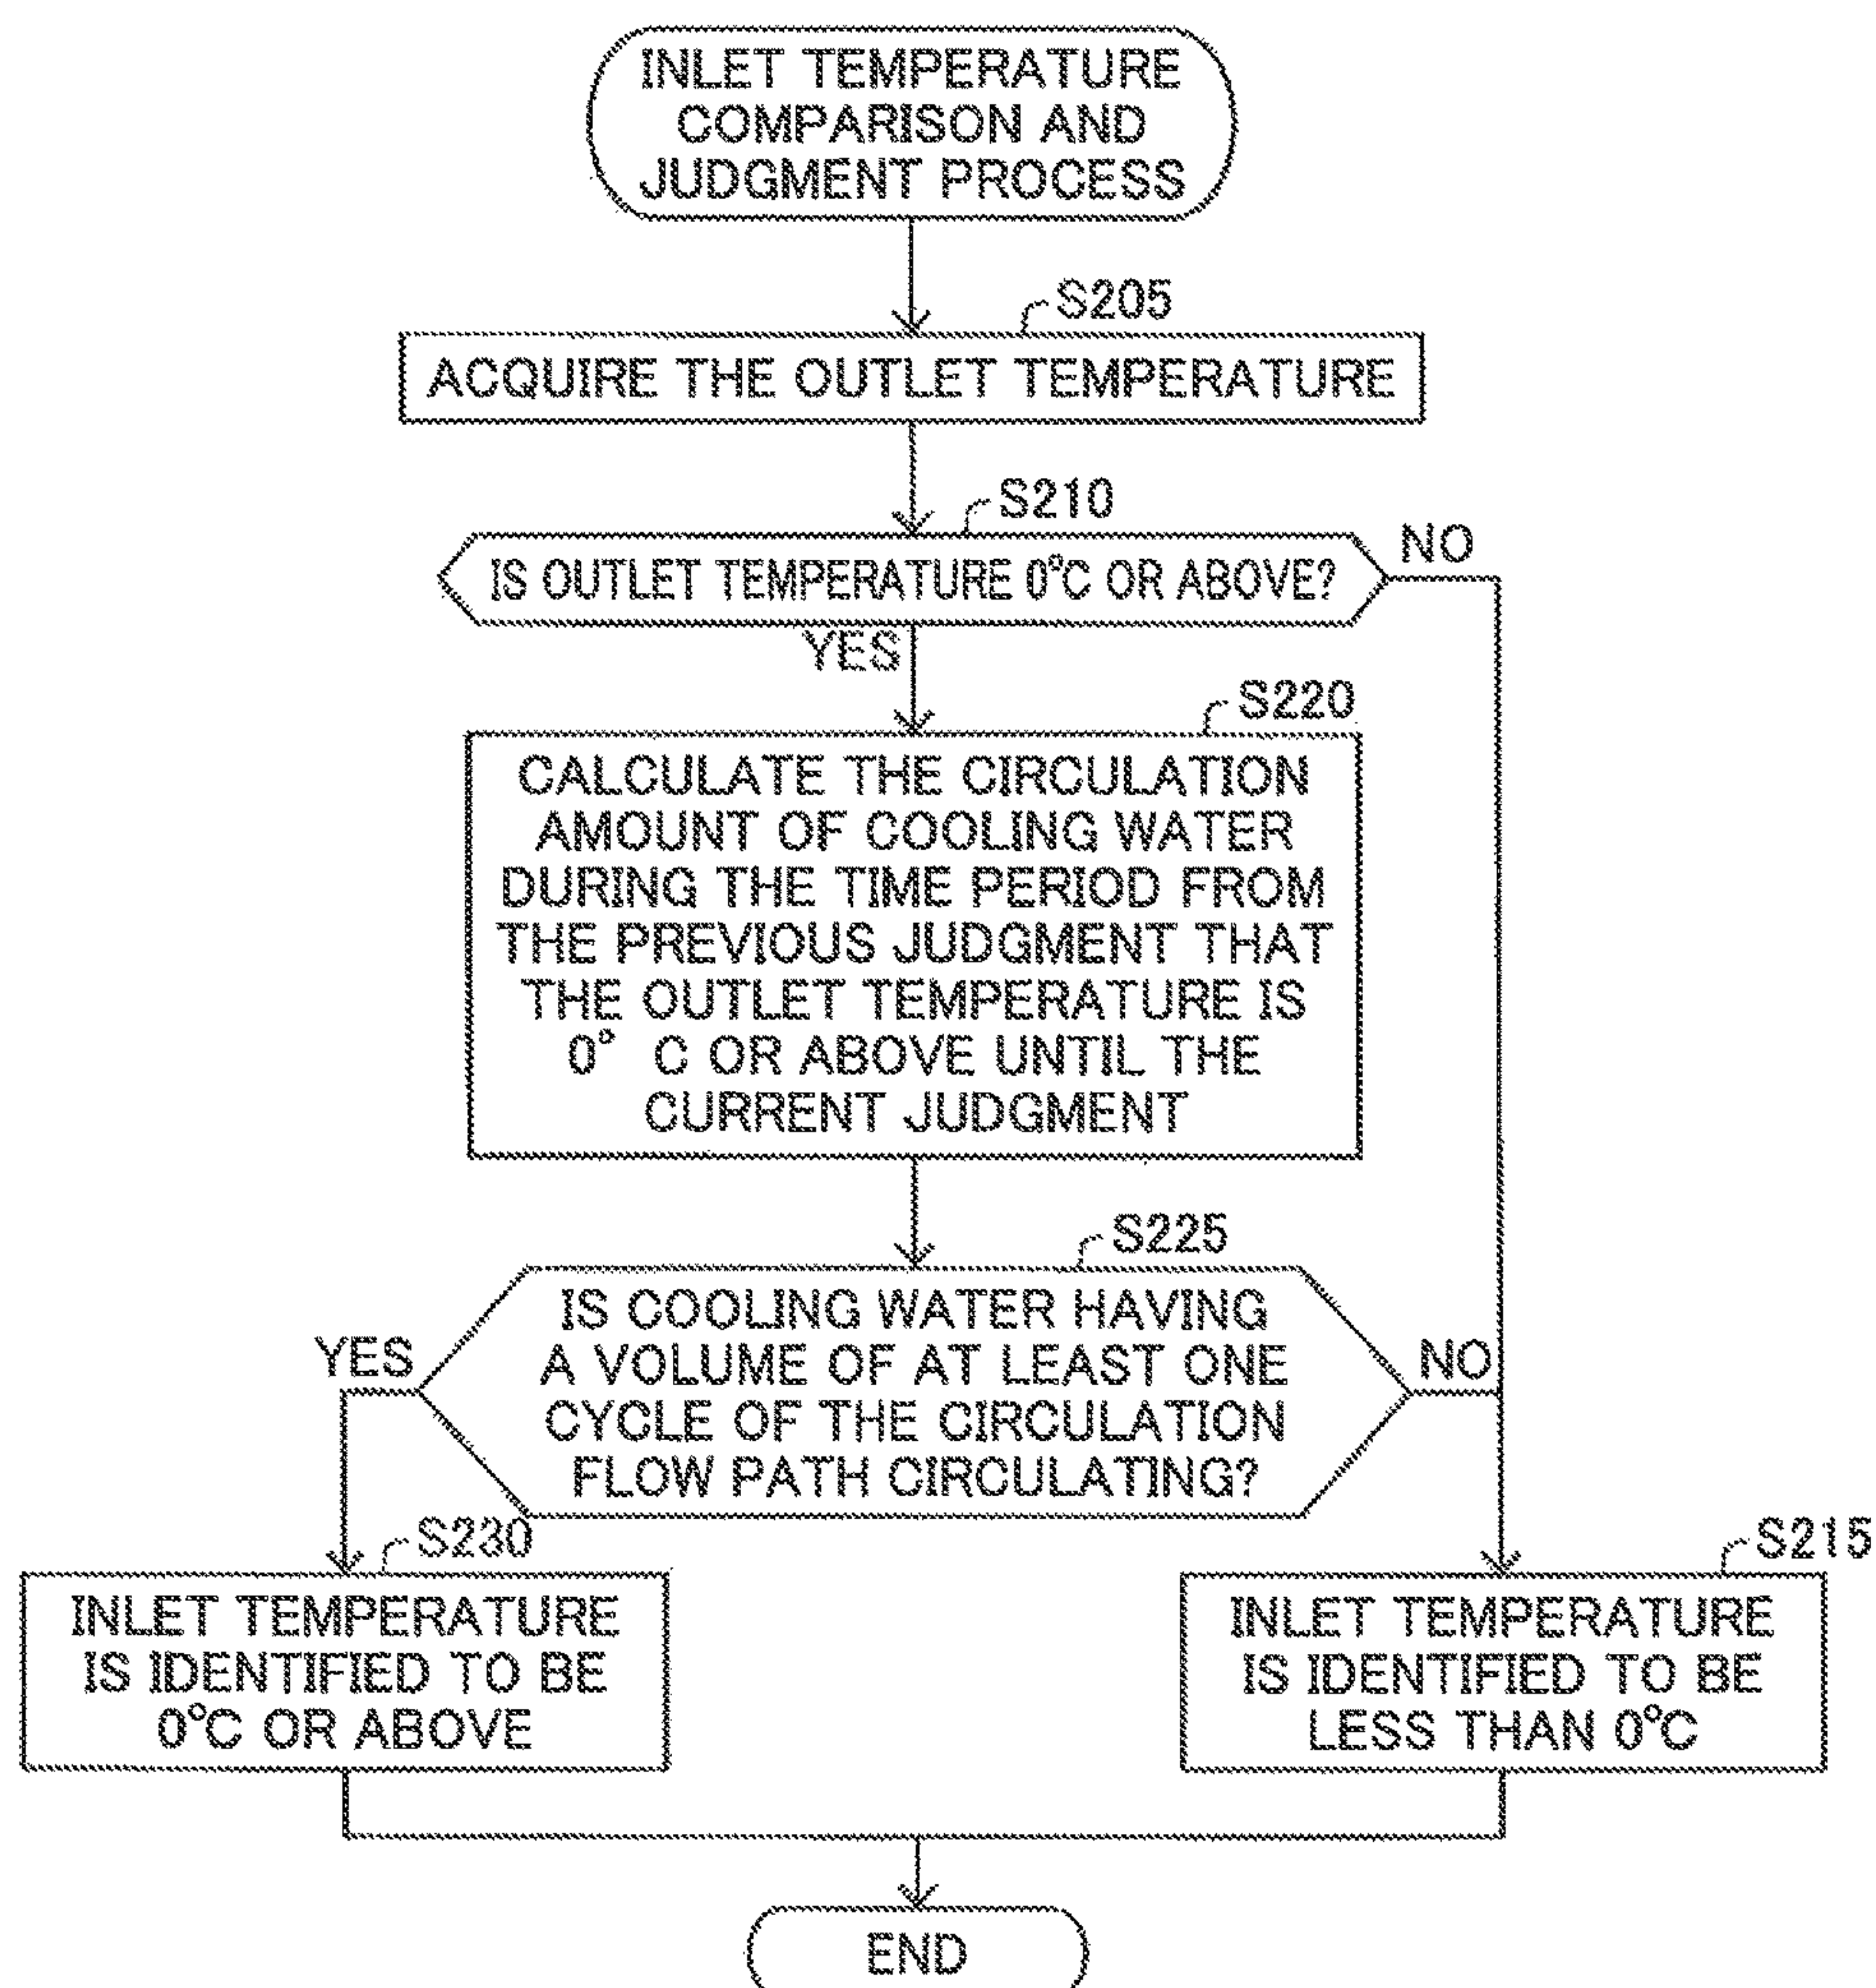 INLET TEMPERATURE
COMPARISON AND
JUDGMENT PROCESS
S205
ACQUIRE THE OUTLET TEMPERATURE
S210
IS OUTLET TEMPERATURE 0°C OR ABOVE?
NO
YES
S220
CALCULATE THE CIRCULATION
AMOUNT OF COOLING WATER
DURING THE TIME PERIOD FROM
THE PREVIOUS JUDGMENT THAT
THE OUTLET TEMPERATURE IS
0° C OR ABOVE UNTIL THE
CURRENT JUDGMENT
S225
IS COOLING WATER HAVING
A VOLUME OF AT LEAST ONE
CYCLE OF THE CIRCULATION
FLOW PATH CIRCULATING?
YES
NO
S230
INLET TEMPERATURE
IS IDENTIFIED TO BE
0°C OR ABOVE
S215
INLET TEMPERATURE
IS IDENTIFIED TO BE
LESS THAN 0°C
END